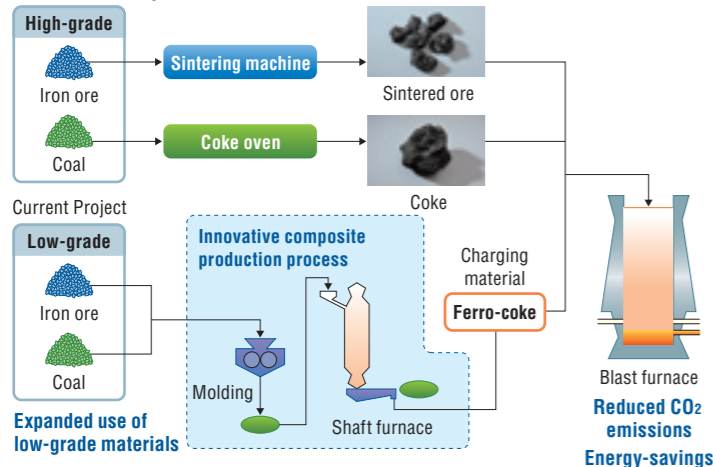 High-grade
Iron ore
Coal
Sintering machine
Sintered ore
Coke oven
Coke
Current Project
Low-grade
Iron ore
Coal
Expanded use of
low-grade materials
Innovative composite
production process
Molding
Shaft furnace
Charging
material
Ferro-coke
Blast furnace
Reduced CO2
emissions
Energy-savings